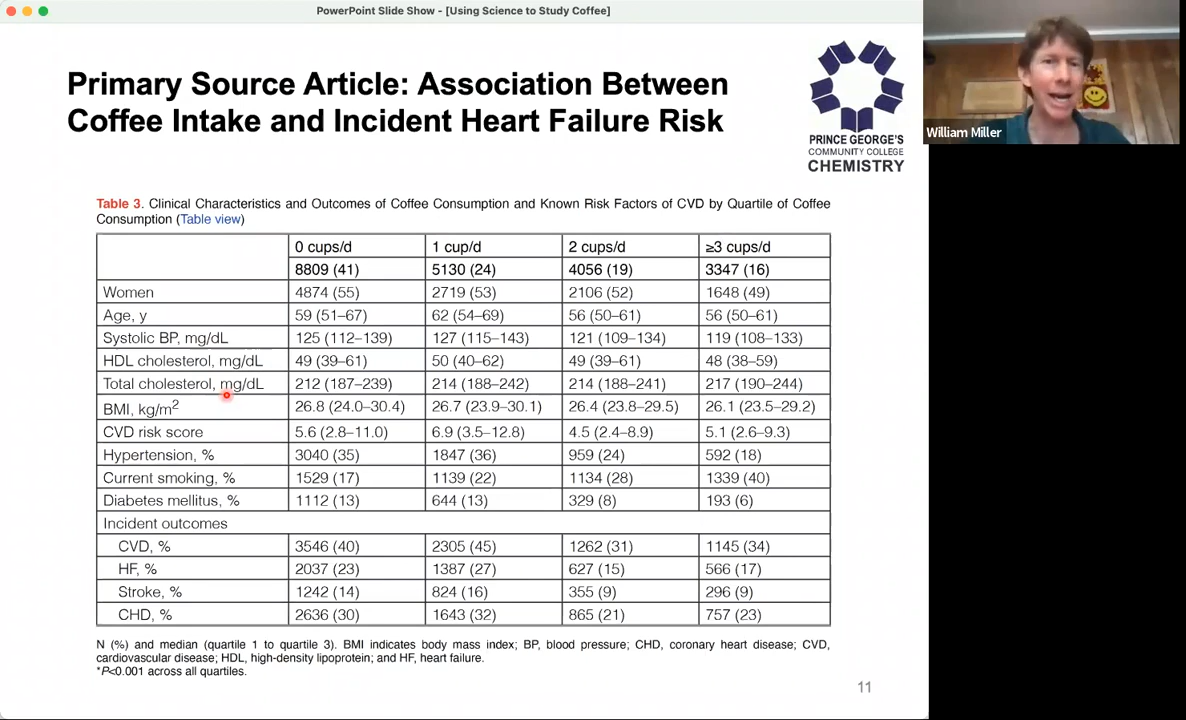 PowerPoint Slide Show - [Using Science to Study Coffee]
Primary Source Article: Association Between
Coffee Intake and Incident Heart Failure Risk
PRINCE GEORGE'S
COMMUNITY COLLEGE
CHEMISTRY
William Miller
Table 3. Clinical Characteristics and Outcomes of Coffee Consumption and Known Risk Factors of CVD by Quartile of Coffee
Consumption (Table view)
0 cups/d 1 cup/d 2 cups/d ≥3 cups/d
8809 (41) 5130 (24) 4056 (19) 3347 (16)
Women 4874 (55) 2719 (53) 2106 (52) 1648 (49)
Age, y 59 (51–67) 62 (54–69) 56 (50–61) 56 (50–61)
Systolic BP, mg/dL 125 (112–139) 127 (115–143) 121 (109–134) 119 (108–133)
HDL cholesterol, mg/dL 49 (39–61) 50 (40–62) 49 (39–61) 48 (38–59)
Total cholesterol, mg/dL 212 (187–239) 214 (188–242) 214 (188–241) 217 (190–244)
BMI, kg/m2 26.8 (24.0–30.4) 26.7 (23.9–30.1) 26.4 (23.8–29.5) 26.1 (23.5–29.2)
CVD risk score 5.6 (2.8–11.0) 6.9 (3.5–12.8) 4.5 (2.4–8.9) 5.1 (2.6–9.3)
Hypertension, % 3040 (35) 1847 (36) 959 (24) 592 (18)
Current smoking, % 1529 (17) 1139 (22) 1134 (28) 1339 (40)
Diabetes mellitus, % 1112 (13) 644 (13) 329 (8) 193 (6)
Incident outcomes
CVD, % 3546 (40) 2305 (45) 1262 (31) 1145 (34)
HF, % 2037 (23) 1387 (27) 627 (15) 566 (17)
Stroke, % 1242 (14) 824 (16) 355 (9) 296 (9)
CHD, % 2636 (30) 1643 (32) 865 (21) 757 (23)
N (%) and median (quartile 1 to quartile 3). BMI indicates body mass index; BP, blood pressure; CHD, coronary heart disease; CVD,
cardiovascular disease; HDL, high-density lipoprotein; and HF, heart failure.
*P<0.001 across all quartiles.
11